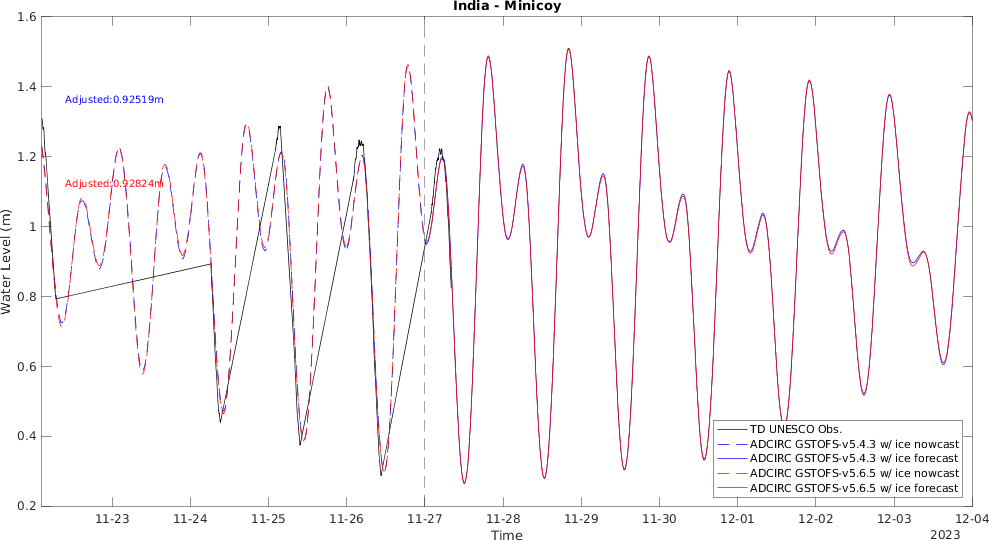 India - Minicoy
1.6
1.4
1.2
1
0.8
0.6
0.4
0.2
Water Level (m)
Adjusted:0.92519m
Adjusted:0.92824m
TD UNESCO Obs.
ADCIRC GSTOFS-v5.4.3 w/ ice nowcast
ADCIRC GSTOFS-v5.4.3 w/ ice forecast
ADCIRC GSTOFS-v5.6.5 w/ ice nowcast
ADCIRC GSTOFS-v5.6.5 w/ ice forecast
11-23 11-24 11-25 11-26 11-27 11-28 11-29 11-30 12-01 12-02 12-03 12-04
Time
2023